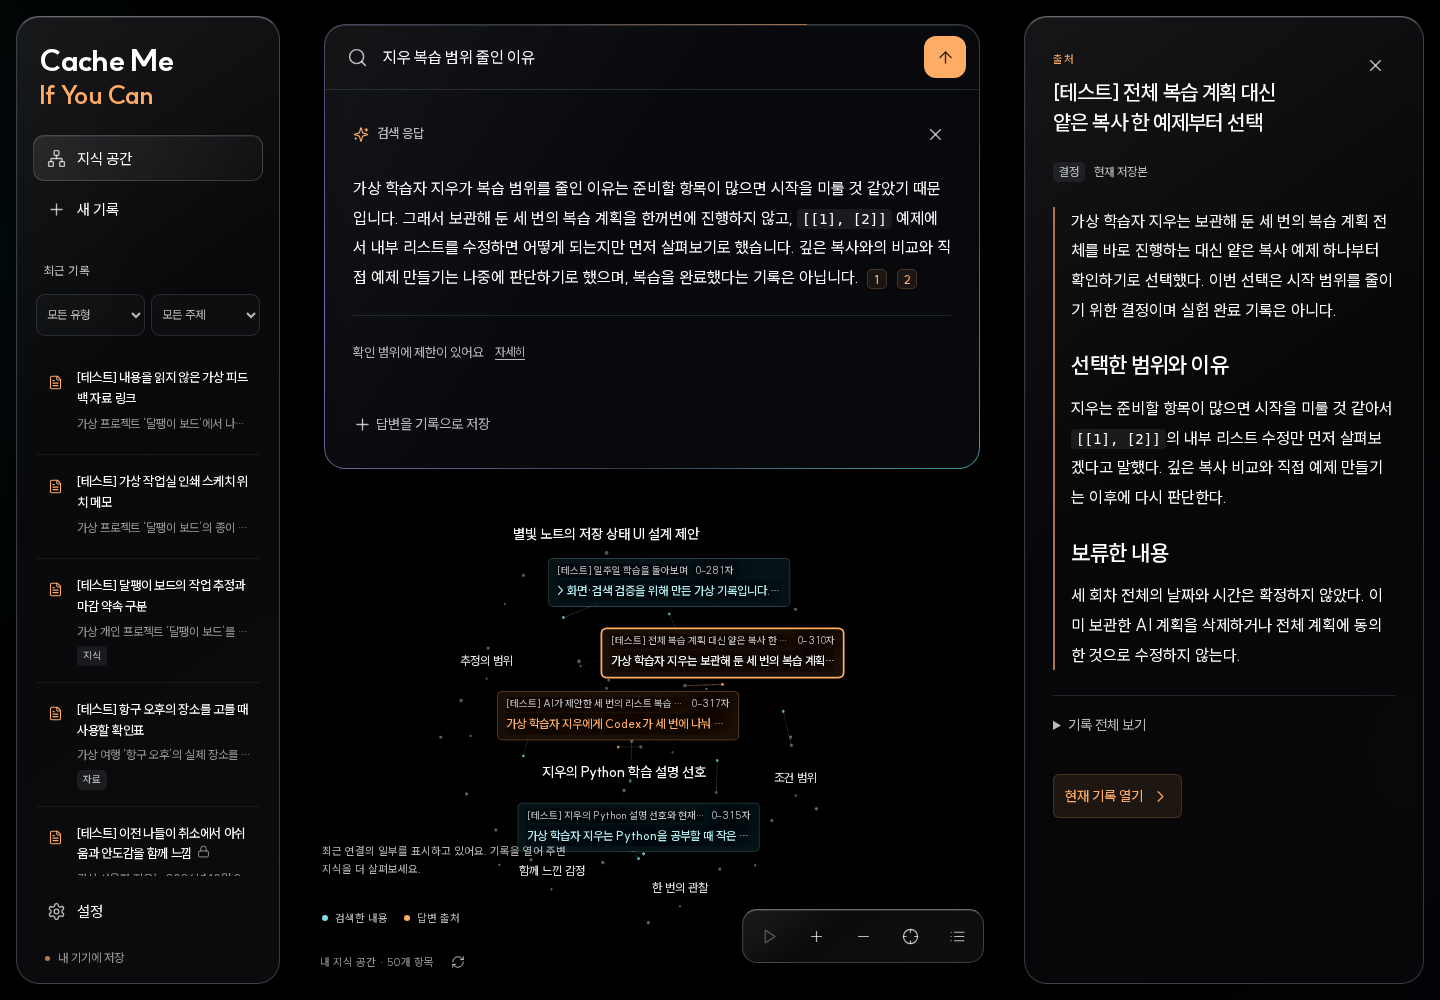 Cache Me
If You Can
지식 공간
새 기록
최근 기록
모든 유형
모든 주제
[테스트] 내용을 읽지 않은 가상 피드
백 자료 링크
가상 프로젝트 ‘달팽이 보드’에서 나…
[테스트] 가상 작업실 인쇄 스케치 위
치 메모
가상 프로젝트 ‘달팽이 보드’의 종이 …
[테스트] 달팽이 보드의 작업 추정과
마감 약속 구분
가상 개인 프로젝트 ‘달팽이 보드’를 …
지식
[테스트] 항구 오후의 장소를 고를 때
사용할 확인표
가상 여행 ‘항구 오후’의 실제 장소를 …
자료
[테스트] 이전 나들이 취소에서 아쉬
움과 안도감을 함께 느낌
설정
내 기기에 저장
지우 복습 범위 줄인 이유
검색 응답
가상 학습자 지우가 복습 범위를 줄인 이유는 준비할 항목이 많으면 시작을 미룰 것 같았기 때문
입니다. 그래서 보관해 둔 세 번의 복습 계획을 한꺼번에 진행하지 않고, [[1], [2]] 예제에
서 내부 리스트를 수정하면 어떻게 되는지만 먼저 살펴보기로 했습니다. 깊은 복사와의 비교와 직
접 예제 만들기는 나중에 판단하기로 했으며, 복습을 완료했다는 기록은 아닙니다. 1 2
확인 범위에 제한이 있어요 자세히
답변을 기록으로 저장
별빛 노트의 저장 상태 UI 설계 제안
[테스트] 일주일 학습을 돌아보며 0–281자
화면·검색 검증을 위해 만든 가상 기록입니다.…
[테스트] 전체 복습 계획 대신 얕은 복사 한 … 0–310자
가상 학습자 지우는 보관해 둔 세 번의 복습 계획…
추정의 범위
[테스트] AI가 제안한 세 번의 리스트 복습 … 0–317자
가상 학습자 지우에게 Codex가 세 번에 나눠 …
지우의 Python 학습 설명 선호
조건 범위
[테스트] 지우의 Python 설명 선호와 현재… 0–315자
가상 학습자 지우는 Python을 공부할 때 작은 …
최근 연결의 일부를 표시하고 있어요. 기록을 열어 주변
지식을 더 살펴보세요.
함께 느낀 감정
한 번의 관찰
검색한 내용
답변 출처
내 지식 공간 · 50개 항목
출처
[테스트] 전체 복습 계획 대신
얕은 복사 한 예제부터 선택
결정 현재 저장본
가상 학습자 지우는 보관해 둔 세 번의 복습 계획 전
체를 바로 진행하는 대신 얕은 복사 예제 하나부터
확인하기로 선택했다. 이번 선택은 시작 범위를 줄이
기 위한 결정이며 실험 완료 기록은 아니다.
선택한 범위와 이유
지우는 준비할 항목이 많으면 시작을 미룰 것 같아서
[[1], [2]]의 내부 리스트 수정만 먼저 살펴보
겠다고 말했다. 깊은 복사 비교와 직접 예제 만들기
는 이후에 다시 판단한다.
보류한 내용
세 회차 전체의 날짜와 시간은 확정하지 않았다. 이
미 보관한 AI 계획을 삭제하거나 전체 계획에 동의
한 것으로 수정하지 않는다.
기록 전체 보기
현재 기록 열기